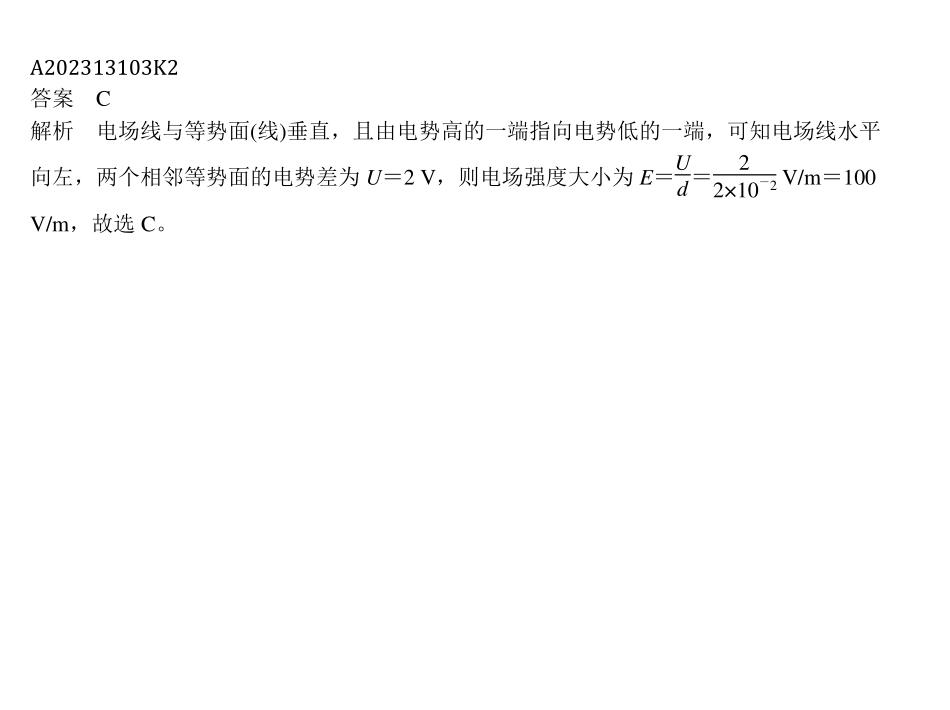 A202313103K2
答案　C
解析　电场线与等势面(线)垂直，且由电势高的一端指向电势低的一端，可知电场线水平
向左，两个相邻等势面的电势差为 U＝2 V，则电场强度大小为 E＝U/d＝2/(2×10⁻²) V/m＝100
V/m，故选 C。